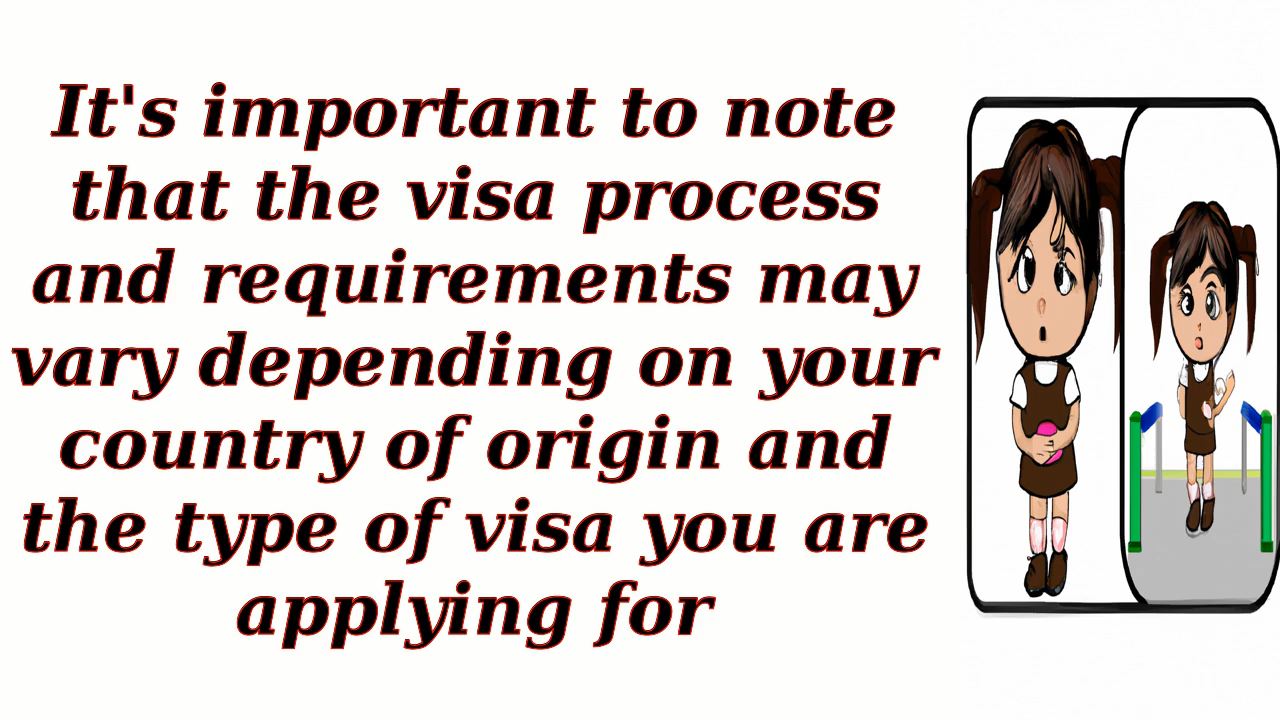 It's important to note
that the visa process
and requirements may
vary depending on your
country of origin and
the type of visa you are
applying for